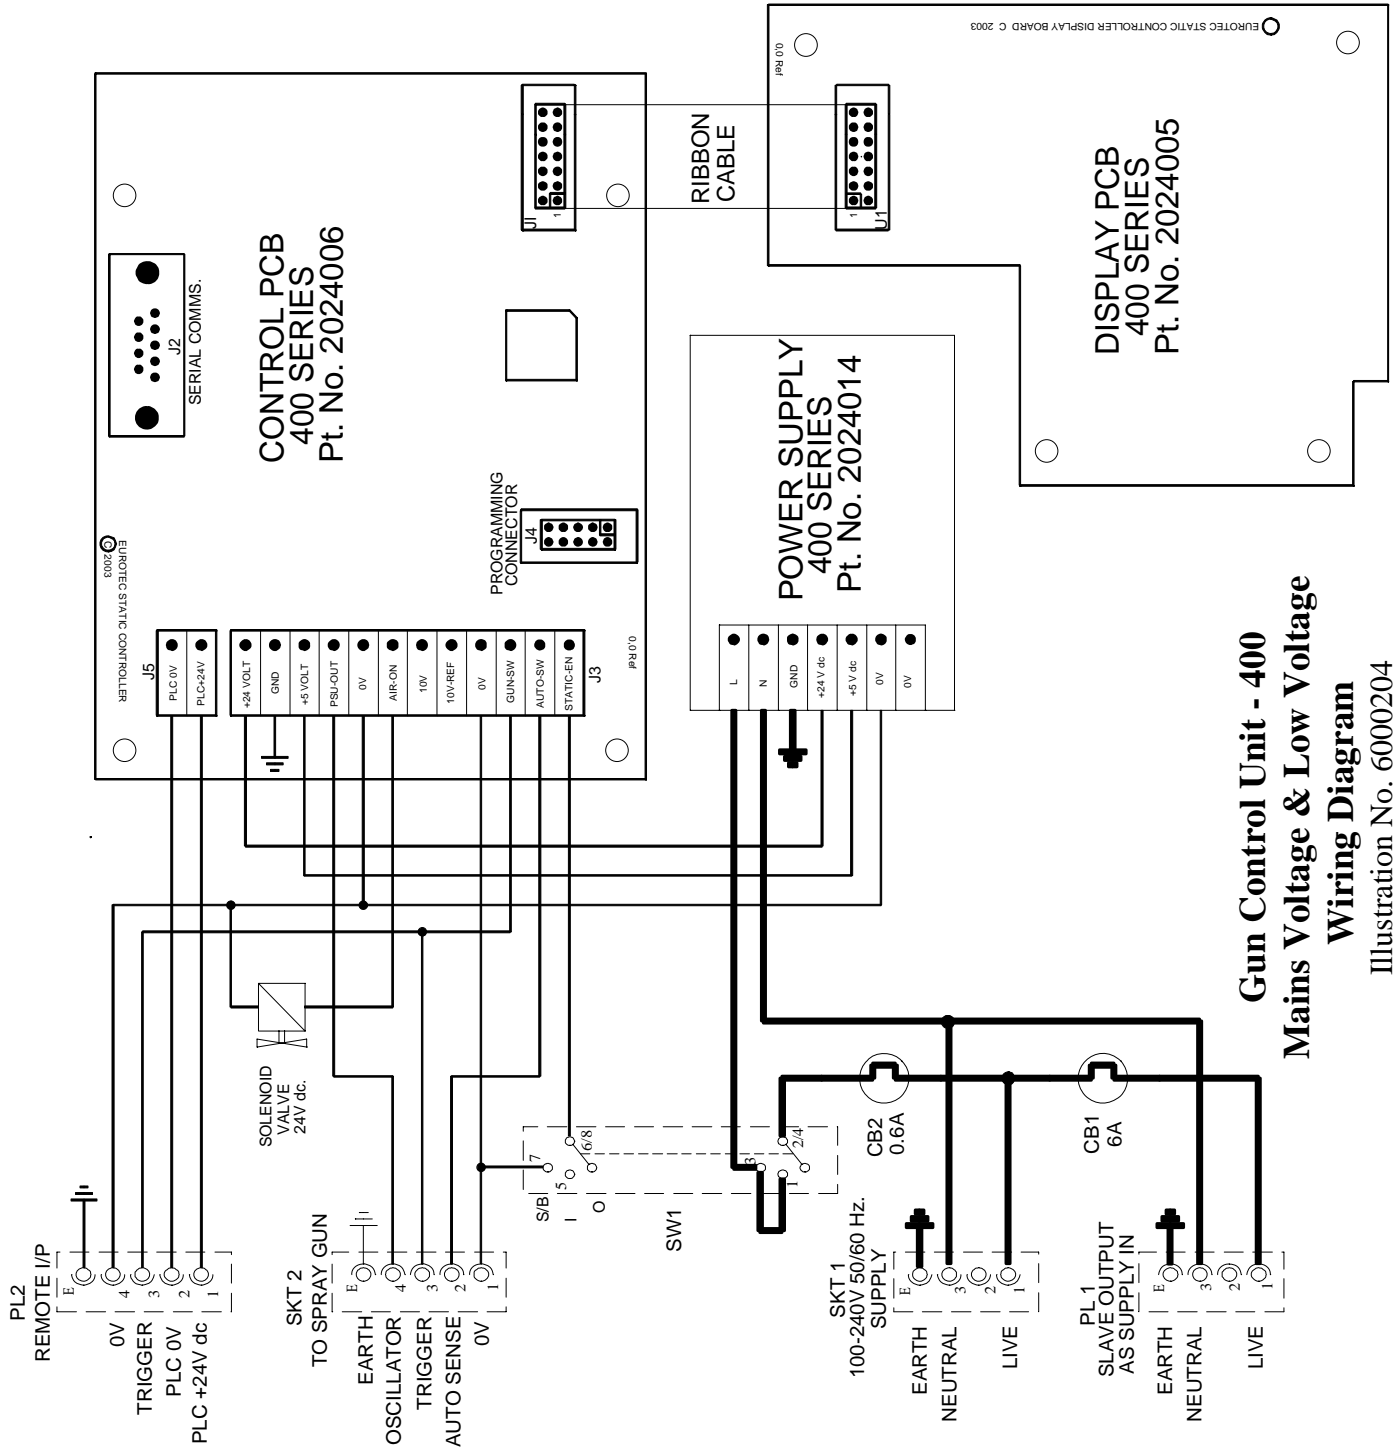 EUROTEC STATIC CONTROLLER DISPLAY BOARD C 2003
0,0 Ref
U1
1
DISPLAY PCB
400 SERIES
Pt. No. 2024005
RIBBON
CABLE
J2
SERIAL COMMS.
CONTROL PCB
400 SERIES
Pt. No. 2024006
J1
1
PROGRAMMING
CONNECTOR
J4
C
2003
EUROTEC STATIC CONTROLLER
J5
PLC 0V
PLC+24V
+24 VOLT
GND
+5 VOLT
PSU-OUT
0V
AIR-ON
10V
10V-REF
0V
GUN-SW
AUTO-SW
STATIC-EN
J3
0,0 Ref
POWER SUPPLY
400 SERIES
Pt. No. 2024014
L
N
GND
+24 V dc
+5 V dc
0V
0V
SOLENOID
VALVE
24V dc.
PL2
REMOTE I/P
E
4
3
2
1
0V
TRIGGER
PLC 0V
PLC +24V dc
SKT 2
TO SPRAY GUN
E
4
3
2
1
EARTH
OSCILLATOR
TRIGGER
AUTO SENSE
0V
S/B
I
O
7
5
6/8
3
1
2/4
SW1
CB2
0.6A
CB1
6A
SKT 1
100-240V 50/60 Hz.
SUPPLY
E
3
2
1
EARTH
NEUTRAL
LIVE
PL 1
SLAVE OUTPUT
AS SUPPLY IN
E
3
2
1
EARTH
NEUTRAL
LIVE
Gun Control Unit - 400
Mains Voltage & Low Voltage
Wiring Diagram
Illustration No. 6000204